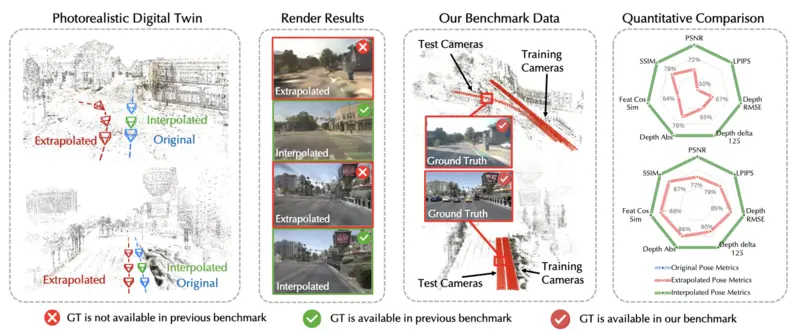 Photorealistic Digital Twin
Extrapolated
Interpolated
Original
Extrapolated
Interpolated
Original
Render Results
Extrapolated
Interpolated
Extrapolated
Interpolated
Our Benchmark Data
Test Cameras
Training
Cameras
Ground Truth
Ground Truth
Test Cameras
Training
Cameras
Quantitative Comparison
PSNR
SSIM
LPIPS
72%
78%
60%
Feat Cos
Sim
64%
67%
Depth
RMSE
76%
65%
Depth Abs
Depth delta
125
PSNR
SSIM
LPIPS
77%
87%
79%
Feat Cos
Sim
88%
85%
Depth
RMSE
86%
80%
Depth Abs
Depth delta
125
Original Pose Metrics
Extrapolated Pose Metrics
Interpolated Pose Metrics
GT is not available in previous benchmark
GT is available in previous benchmark
GT is available in our benchmark